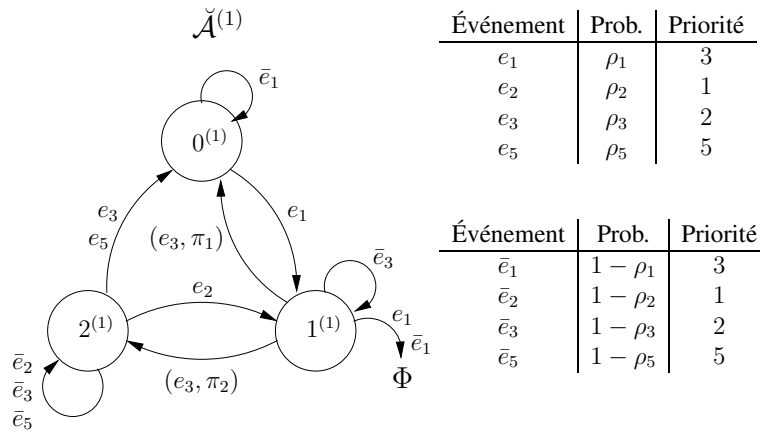 𝒜̆⁽¹⁾
ē₁
0⁽¹⁾
e₃
e₅
(e₃, π₁)
e₁
ē₃
e₂
2⁽¹⁾
1⁽¹⁾
e₁
ē₁
Φ
(e₃, π₂)
ē₂
ē₃
ē₅
Événement Prob. Priorité
e₁ ρ₁ 3
e₂ ρ₂ 1
e₃ ρ₃ 2
e₅ ρ₅ 5
Événement Prob. Priorité
ē₁ 1 − ρ₁ 3
ē₂ 1 − ρ₂ 1
ē₃ 1 − ρ₃ 2
ē₅ 1 − ρ₅ 5